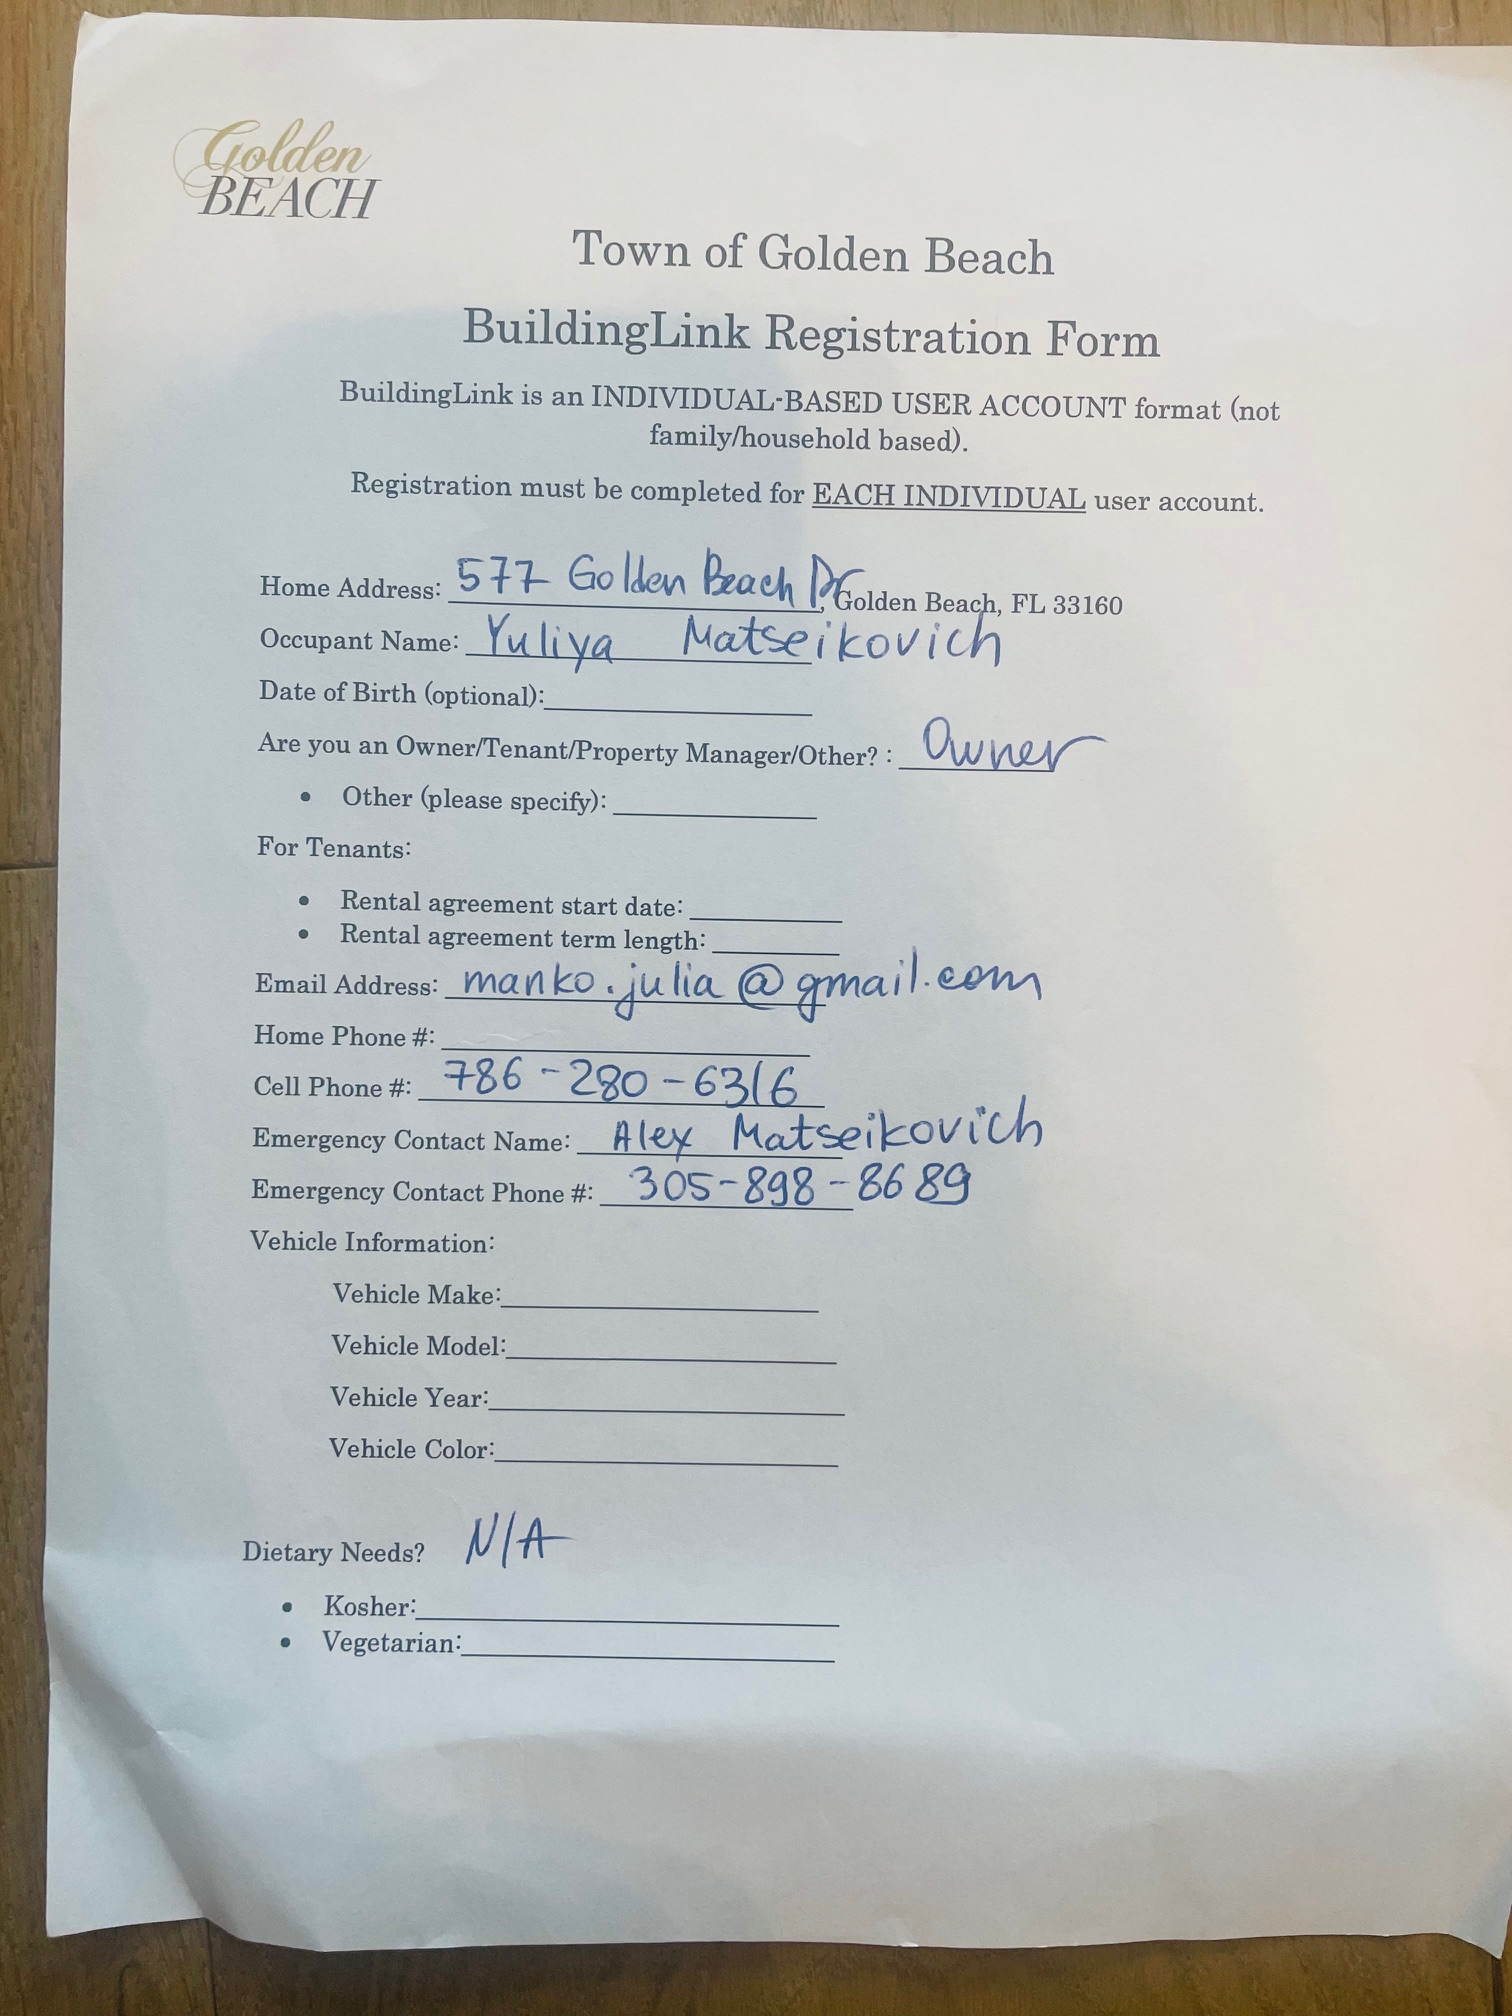 Golden
BEACH
Town of Golden Beach
BuildingLink Registration Form
BuildingLink is an INDIVIDUAL-BASED USER ACCOUNT format (not
family/household based).
Registration must be completed for EACH INDIVIDUAL user account.
Home Address: 577 Golden Beach Dr, Golden Beach, FL 33160
Occupant Name: Yuliya Matseikovich
Date of Birth (optional):
Are you an Owner/Tenant/Property Manager/Other? : Owner
• Other (please specify):
For Tenants:
• Rental agreement start date:
• Rental agreement term length:
Email Address: manko.julia@gmail.com
Home Phone #:
Cell Phone #: 786-280-6316
Emergency Contact Name: Alex Matseikovich
Emergency Contact Phone #: 305-898-8689
Vehicle Information:
Vehicle Make:
Vehicle Model:
Vehicle Year:
Vehicle Color:
Dietary Needs? N/A
• Kosher:
• Vegetarian: